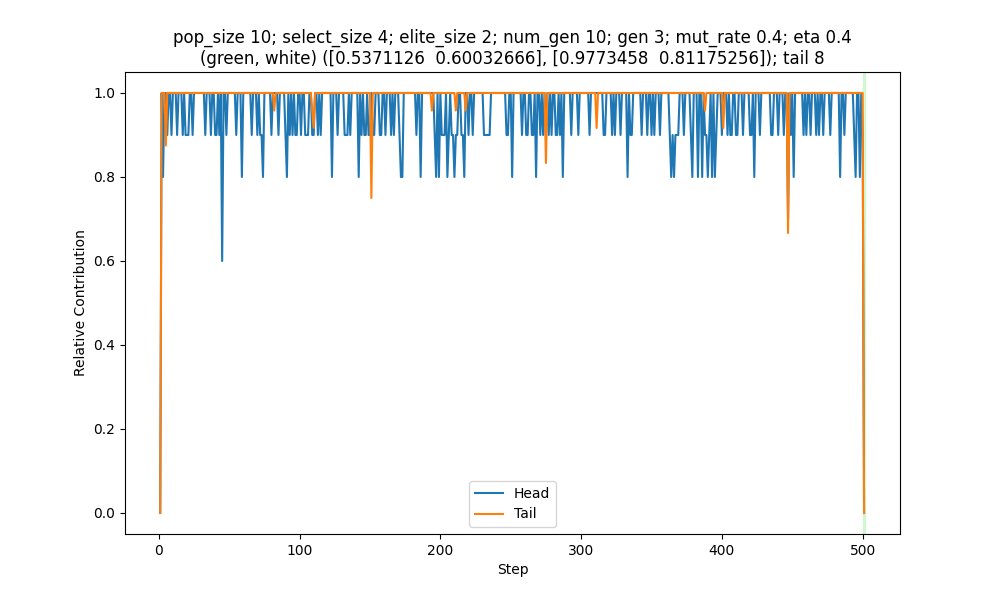 pop_size 10; select_size 4; elite_size 2; num_gen 10; gen 3; mut_rate 0.4; eta 0.4
(green, white) ([0.5371126  0.60032666], [0.9773458  0.81175256]); tail 8
1.0
0.8
0.6
0.4
0.2
0.0
Relative Contribution
Head
Tail
0
100
200
300
400
500
Step